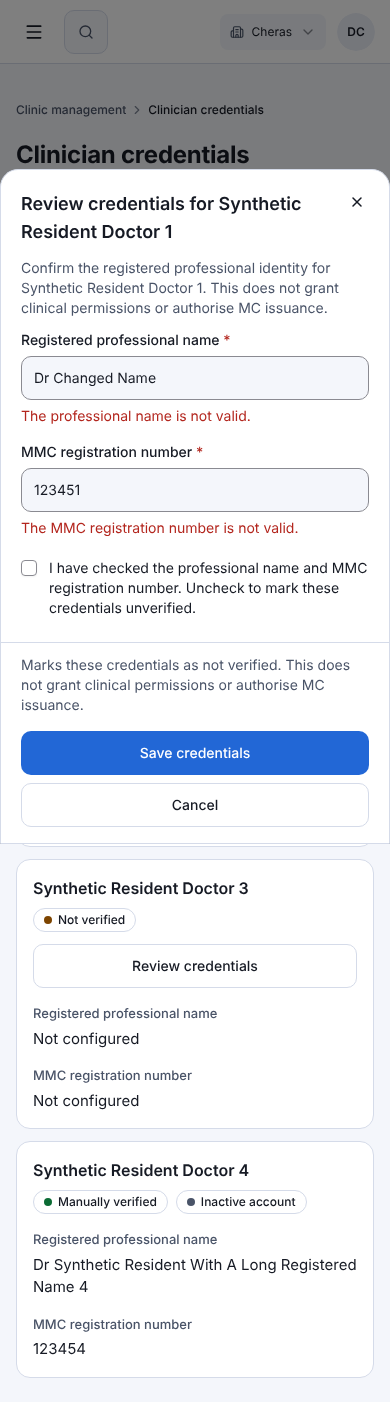 Cheras
DC
Clinic management
Clinician credentials
Clinician credentials
Review credentials for Synthetic
Resident Doctor 1
Confirm the registered professional identity for
Synthetic Resident Doctor 1. This does not grant
clinical permissions or authorise MC issuance.
Registered professional name *
Dr Changed Name
The professional name is not valid.
MMC registration number *
123451
The MMC registration number is not valid.
I have checked the professional name and MMC
registration number. Uncheck to mark these
credentials unverified.
Marks these credentials as not verified. This does
not grant clinical permissions or authorise MC
issuance.
Save credentials
Cancel
Synthetic Resident Doctor 3
Not verified
Review credentials
Registered professional name
Not configured
MMC registration number
Not configured
Synthetic Resident Doctor 4
Manually verified
Inactive account
Registered professional name
Dr Synthetic Resident With A Long Registered
Name 4
MMC registration number
123454